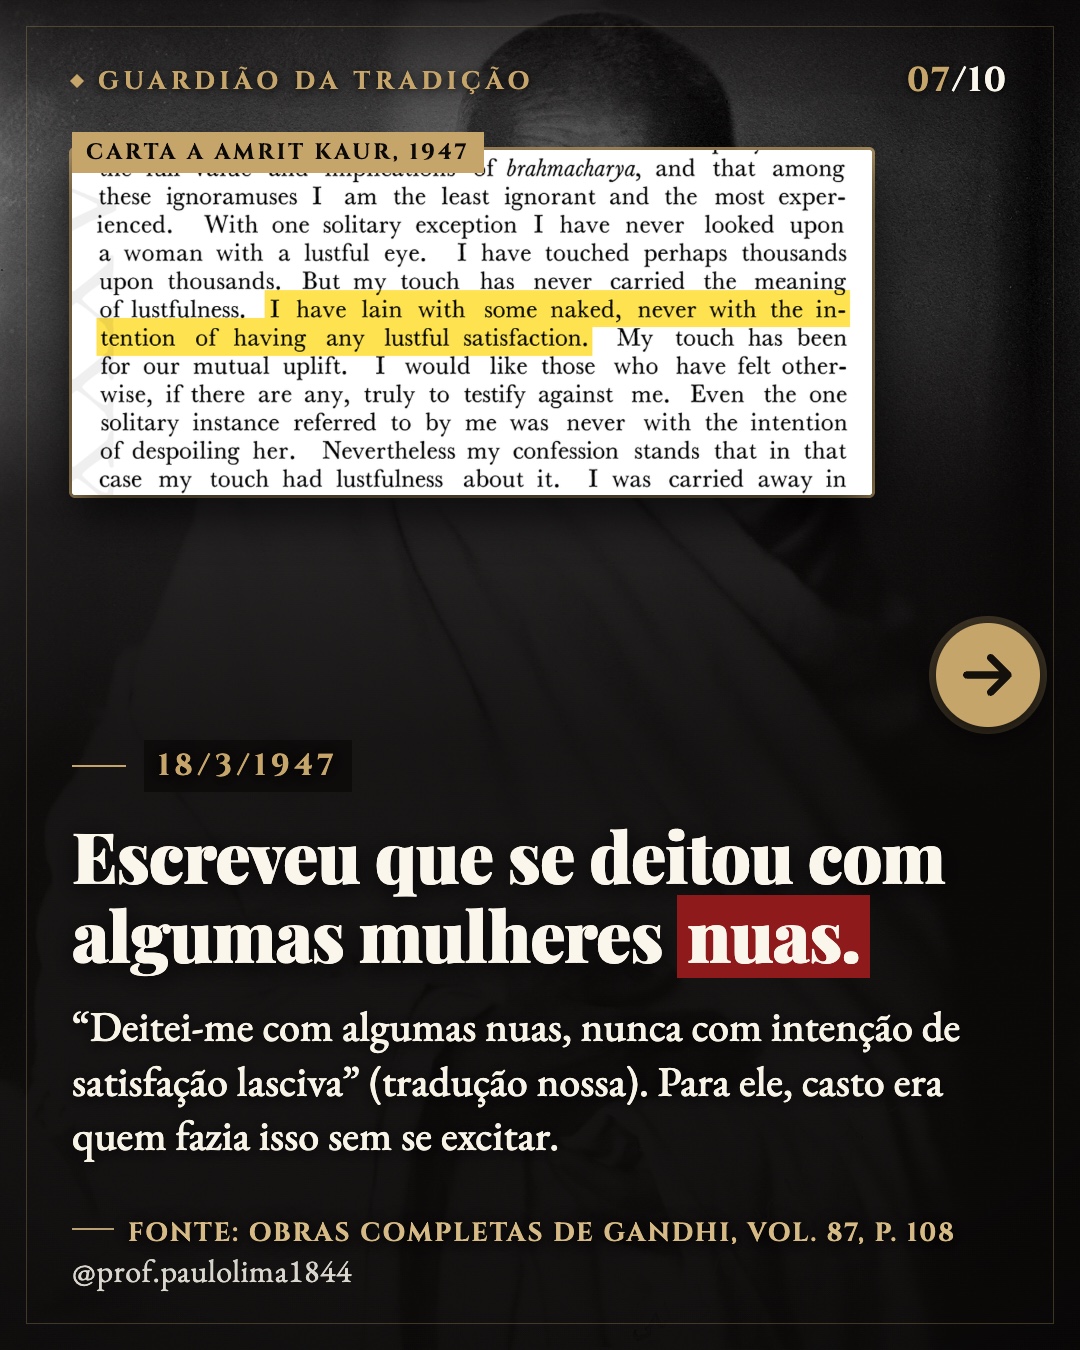 GUARDIÃO DA TRADIÇÃO
07/10
CARTA A AMRIT KAUR, 1947
the full value and implications of brahmacharya, and that among
these ignoramuses I am the least ignorant and the most exper-
ienced. With one solitary exception I have never looked upon
a woman with a lustful eye. I have touched perhaps thousands
upon thousands. But my touch has never carried the meaning
of lustfulness. I have lain with some naked, never with the in-
tention of having any lustful satisfaction. My touch has been
for our mutual uplift. I would like those who have felt other-
wise, if there are any, truly to testify against me. Even the one
solitary instance referred to by me was never with the intention
of despoiling her. Nevertheless my confession stands that in that
case my touch had lustfulness about it. I was carried away in
18/3/1947
Escreveu que se deitou com
algumas mulheres nuas.
“Deitei-me com algumas nuas, nunca com intenção de
satisfação lasciva” (tradução nossa). Para ele, casto era
quem fazia isso sem se excitar.
FONTE: OBRAS COMPLETAS DE GANDHI, VOL. 87, P. 108
@prof.paulolima1844